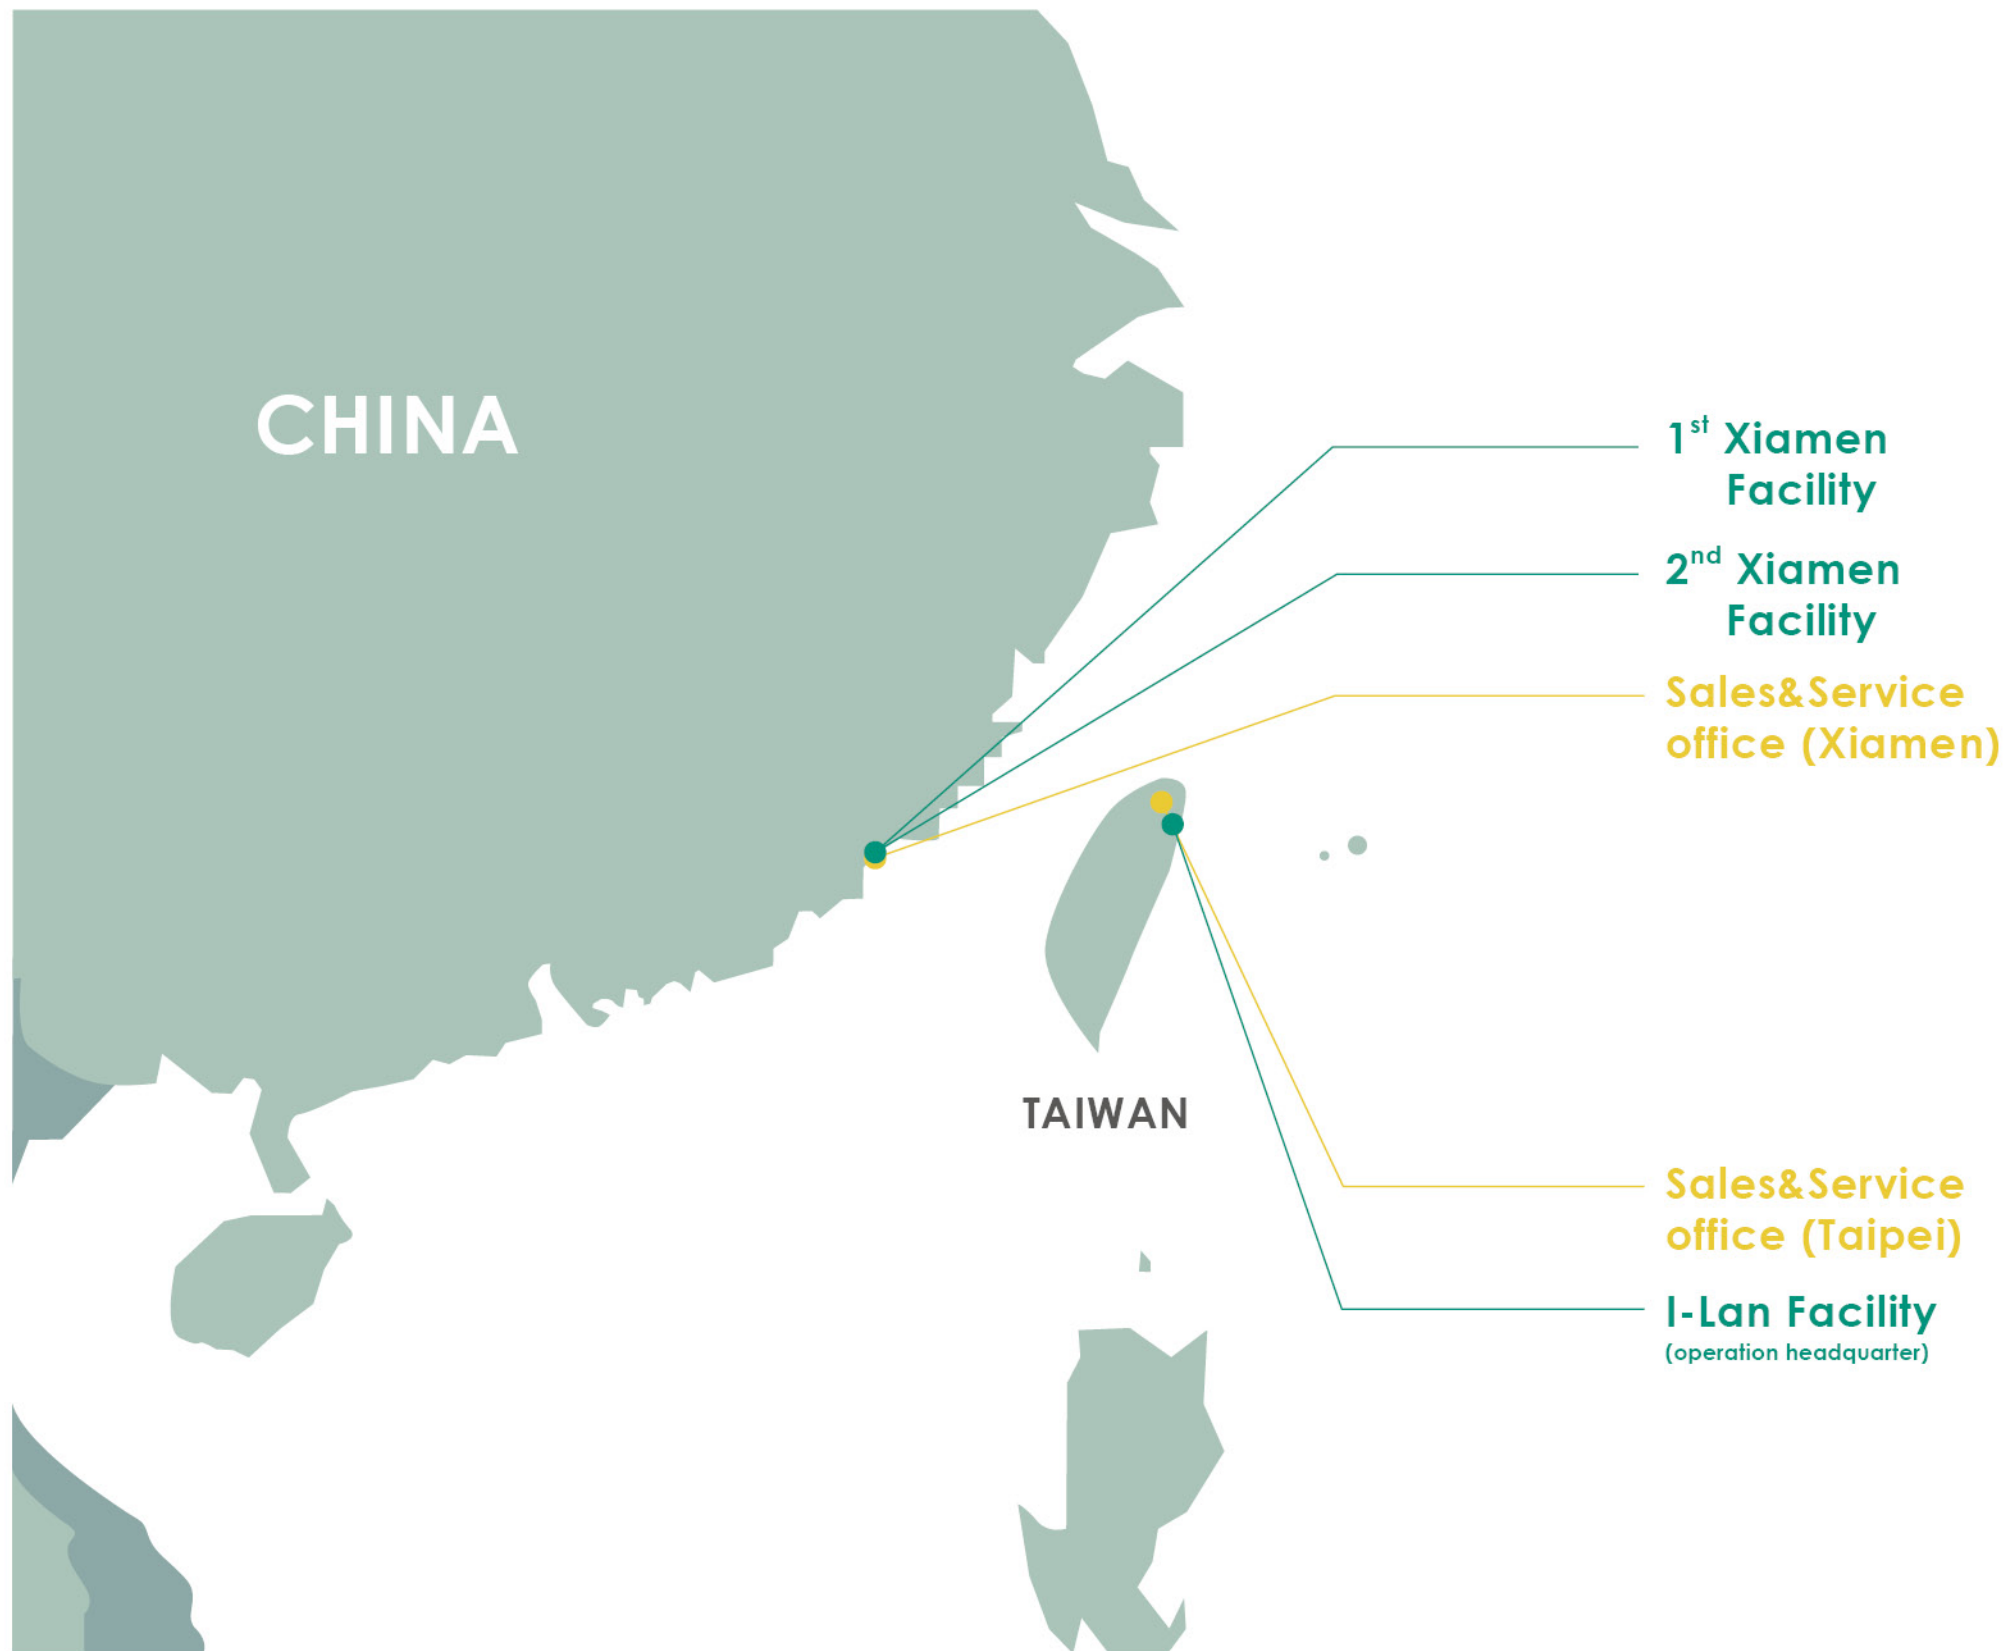 CHINA
1st Xiamen
Facility
2nd Xiamen
Facility
Sales&Service
office (Xiamen)
TAIWAN
Sales&Service
office (Taipei)
I-Lan Facility
(operation headquarter)